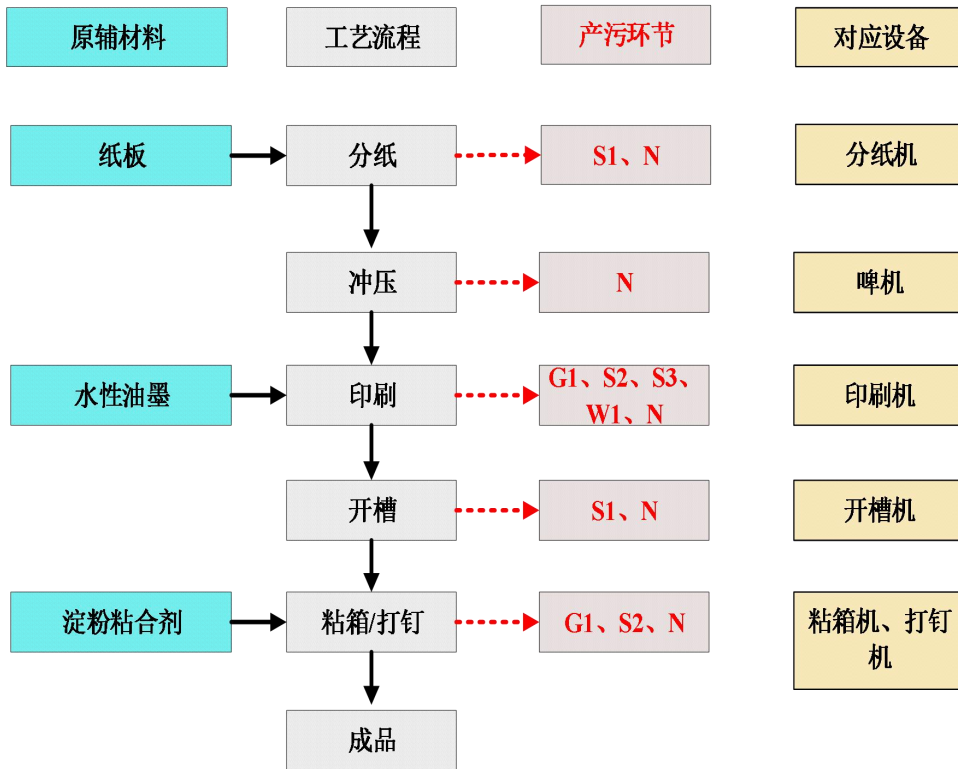 原辅材料
工艺流程
产污环节
对应设备
纸板
分纸
S1、N
分纸机
冲压
N
啤机
水性油墨
印刷
G1、S2、S3、
W1、N
印刷机
开槽
S1、N
开槽机
淀粉粘合剂
粘箱/打钉
G1、S2、N
粘箱机、打钉
机
成品